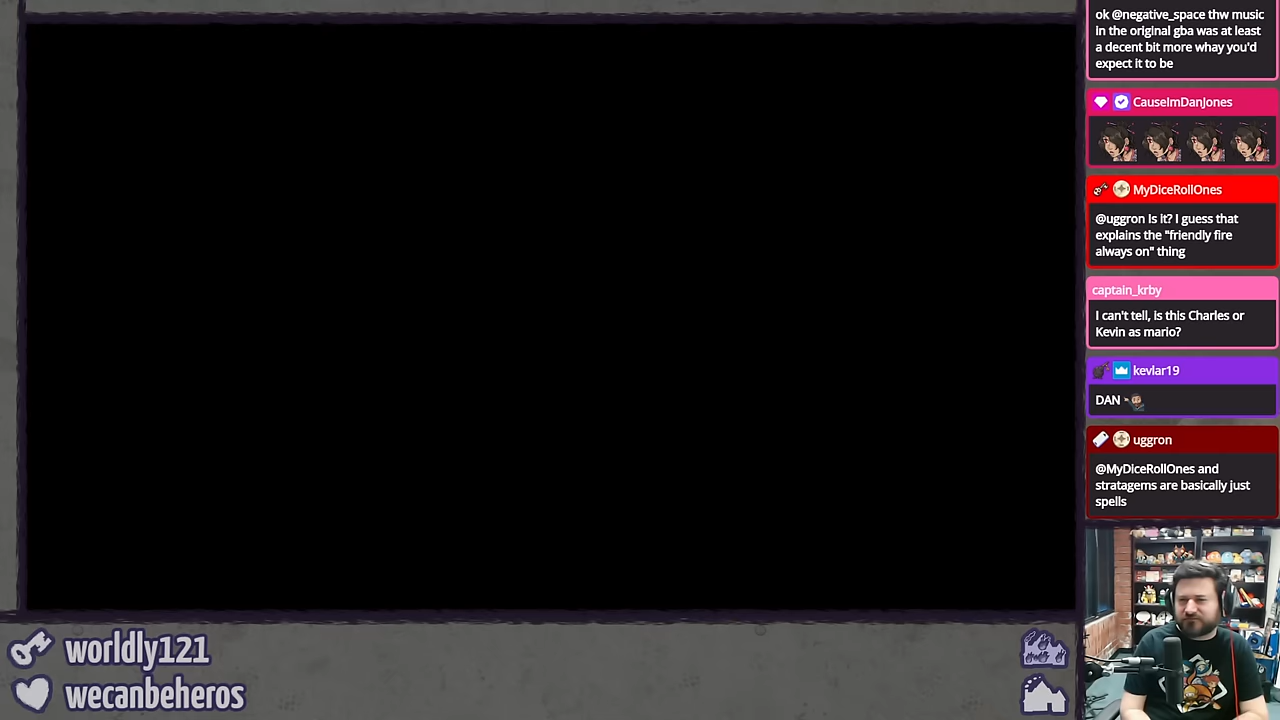 ok @negative_space thw music
in the original gba was at least
a decent bit more whay you'd
expect it to be
CauseImDanJones
MyDiceRollOnes
@uggron Is it? I guess that
explains the "friendly fire
always on" thing
captain_krby
I can't tell, is this Charles or
Kevin as mario?
kevlar19
DAN
uggron
@MyDiceRollOnes and
stratagems are basically just
spells
worldly121
wecanbeheros